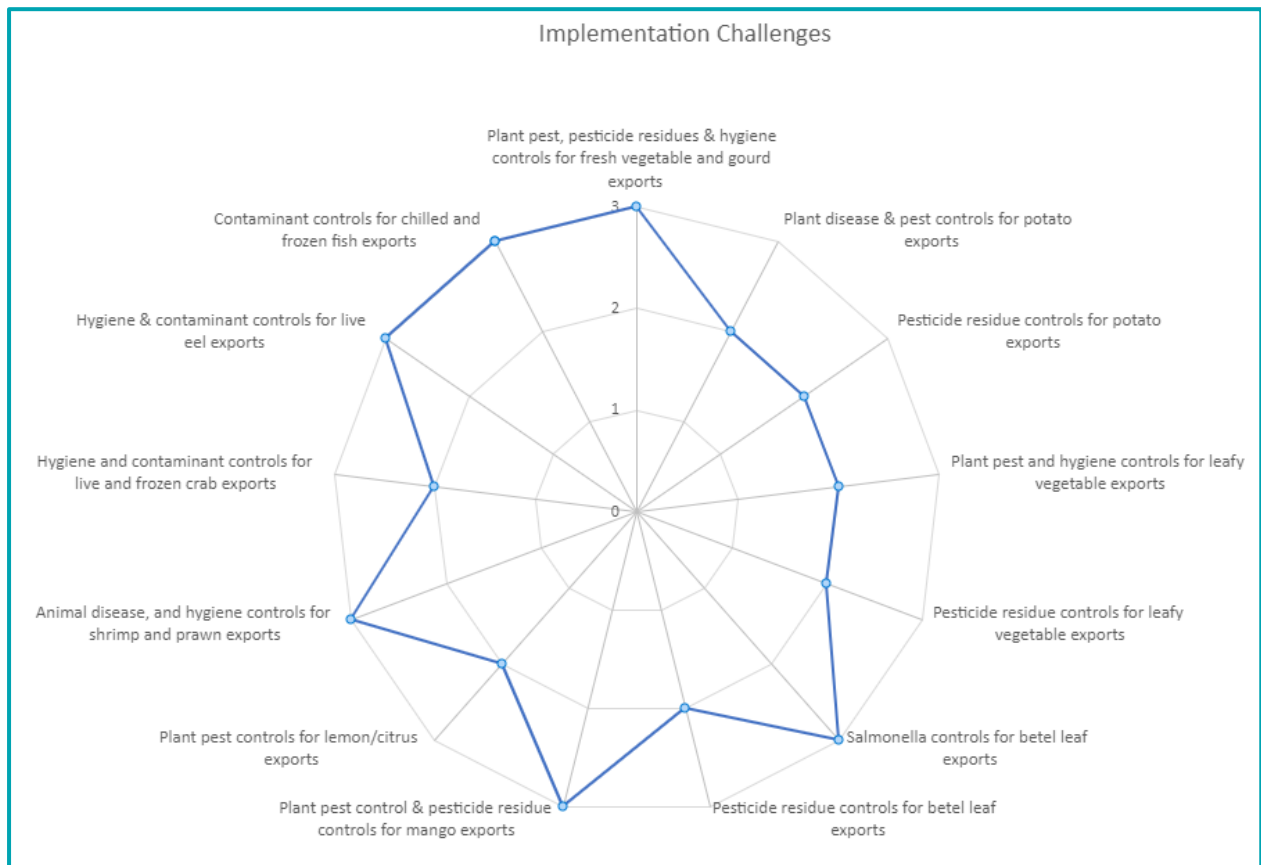 Implementation Challenges
Plant pest, pesticide residues & hygiene
controls for fresh vegetable and gourd
exports
Plant disease & pest controls for potato
exports
Pesticide residue controls for potato
exports
Plant pest and hygiene controls for leafy
vegetable exports
Pesticide residue controls for leafy
vegetable exports
Salmonella controls for betel leaf
exports
Pesticide residue controls for betel leaf
exports
Plant pest control & pesticide residue
controls for mango exports
Plant pest controls for lemon/citrus
exports
Animal disease, and hygiene controls for
shrimp and prawn exports
Hygiene and contaminant controls for
live and frozen crab exports
Hygiene & contaminant controls for live
eel exports
Contaminant controls for chilled and
frozen fish exports
3
2
1
0